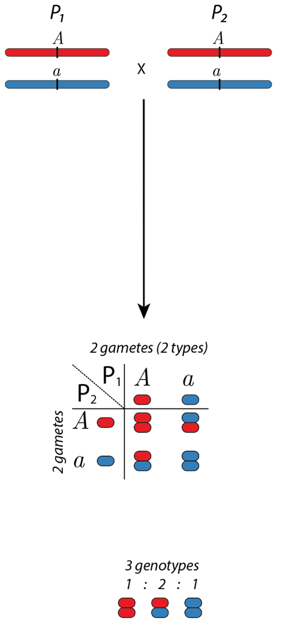 P1 P2
A A
a X a
2 gametes (2 types)
P1 A a
P2
2 gametes
A
a
3 genotypes
1 : 2 : 1